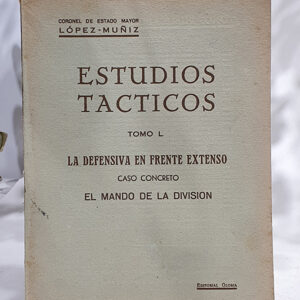 CORONEL DE ESTADO MAYOR
LÓPEZ-MUÑIZ
ESTUDIOS
TACTICOS
TOMO I.
LA DEFENSIVA EN FRENTE EXTENSO
CASO CONCRETO
EL MANDO DE LA DIVISION
EDITORIAL GLORIA